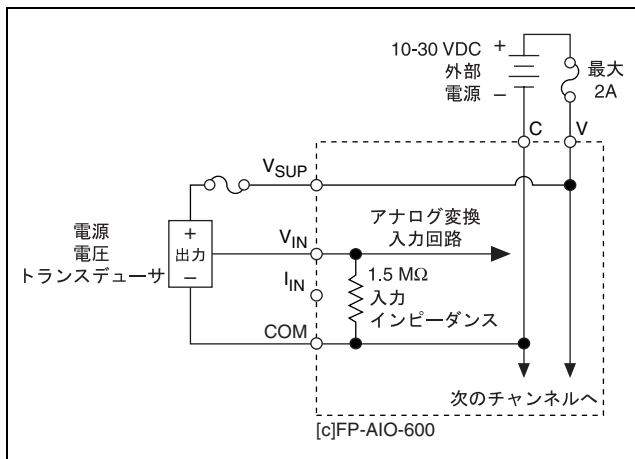 10-30 VDC
外部
電源
+
−
最大
2A
C
V
VSUP
電源
電圧
トランスデューサ
+
出力
−
VIN
アナログ変換
入力回路
IIN
1.5 MΩ
入力
インピーダンス
COM
次のチャンネルへ
[c]FP-AIO-600